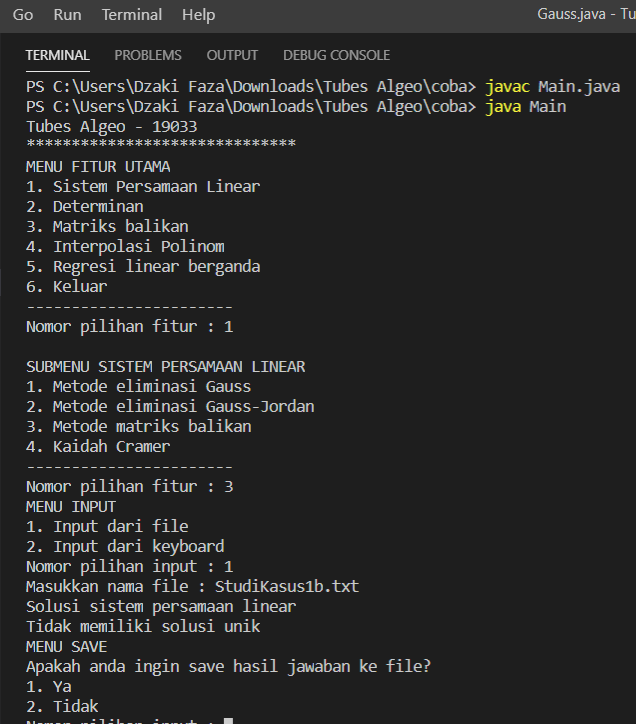 Go Run Terminal Help Gauss.java - Tu
TERMINAL PROBLEMS OUTPUT DEBUG CONSOLE
PS C:\Users\Dzaki Faza\Downloads\Tubes Algeo\coba> javac Main.java
PS C:\Users\Dzaki Faza\Downloads\Tubes Algeo\coba> java Main
Tubes Algeo - 19033
******************************
MENU FITUR UTAMA
1. Sistem Persamaan Linear
2. Determinan
3. Matriks balikan
4. Interpolasi Polinom
5. Regresi linear berganda
6. Keluar
-----------------------
Nomor pilihan fitur : 1
SUBMENU SISTEM PERSAMAAN LINEAR
1. Metode eliminasi Gauss
2. Metode eliminasi Gauss-Jordan
3. Metode matriks balikan
4. Kaidah Cramer
-----------------------
Nomor pilihan fitur : 3
MENU INPUT
1. Input dari file
2. Input dari keyboard
Nomor pilihan input : 1
Masukkan nama file : StudiKasus1b.txt
Solusi sistem persamaan linear
Tidak memiliki solusi unik
MENU SAVE
Apakah anda ingin save hasil jawaban ke file?
1. Ya
2. Tidak
Nomor pilihan input :